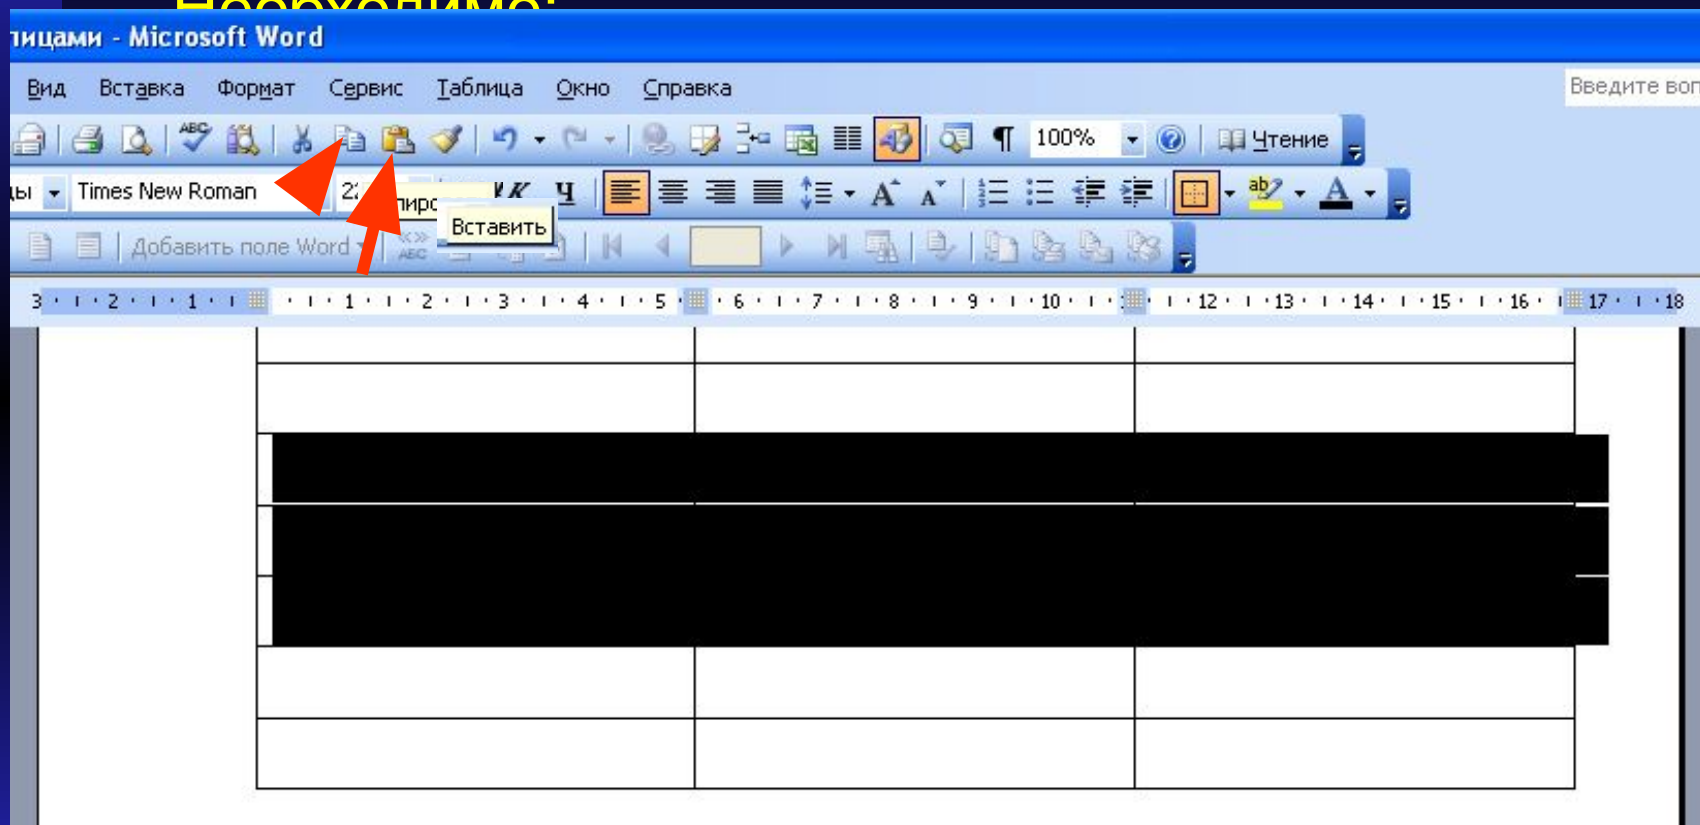 Необходимо:
лицами - Microsoft Word
Вид Вставка Формат Сервис Таблица Окно Справка
100% Чтение
Times New Roman Ч
Вставить
Добавить поле Word
3 · 2 · 1 · 1 · 2 · 3 · 4 · 5 · 6 · 7 · 8 · 9 · 10 · 12 · 13 · 14 · 15 · 16 · 17 · 18